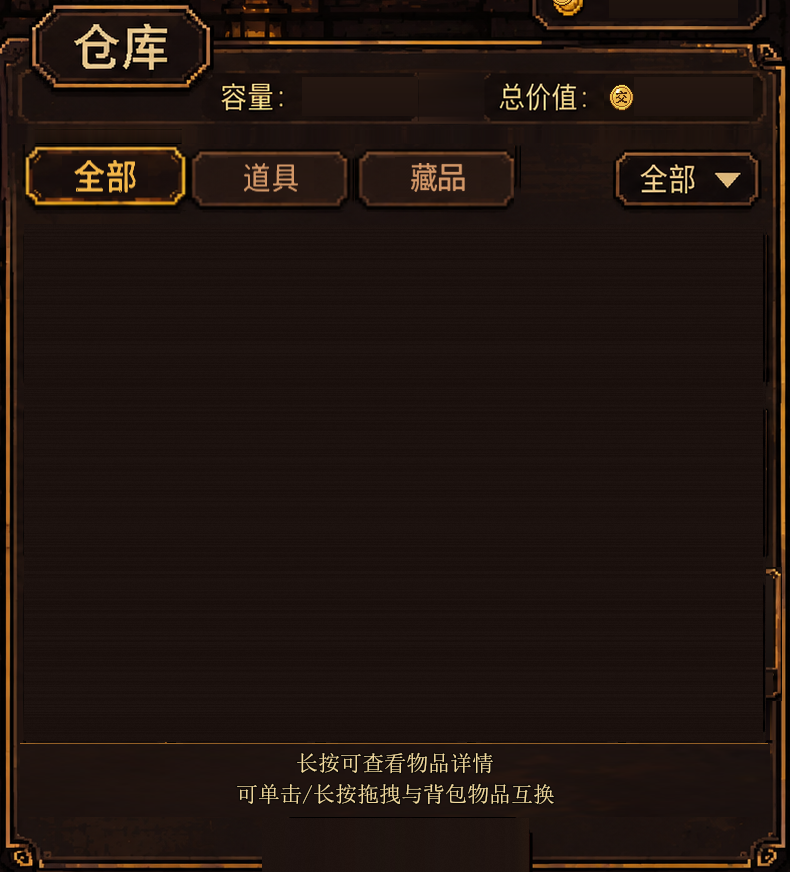 仓库
容量：
总价值： 交
全部 道具 藏品 全部
长按可查看物品详情
可单击/长按拖拽与背包物品互换